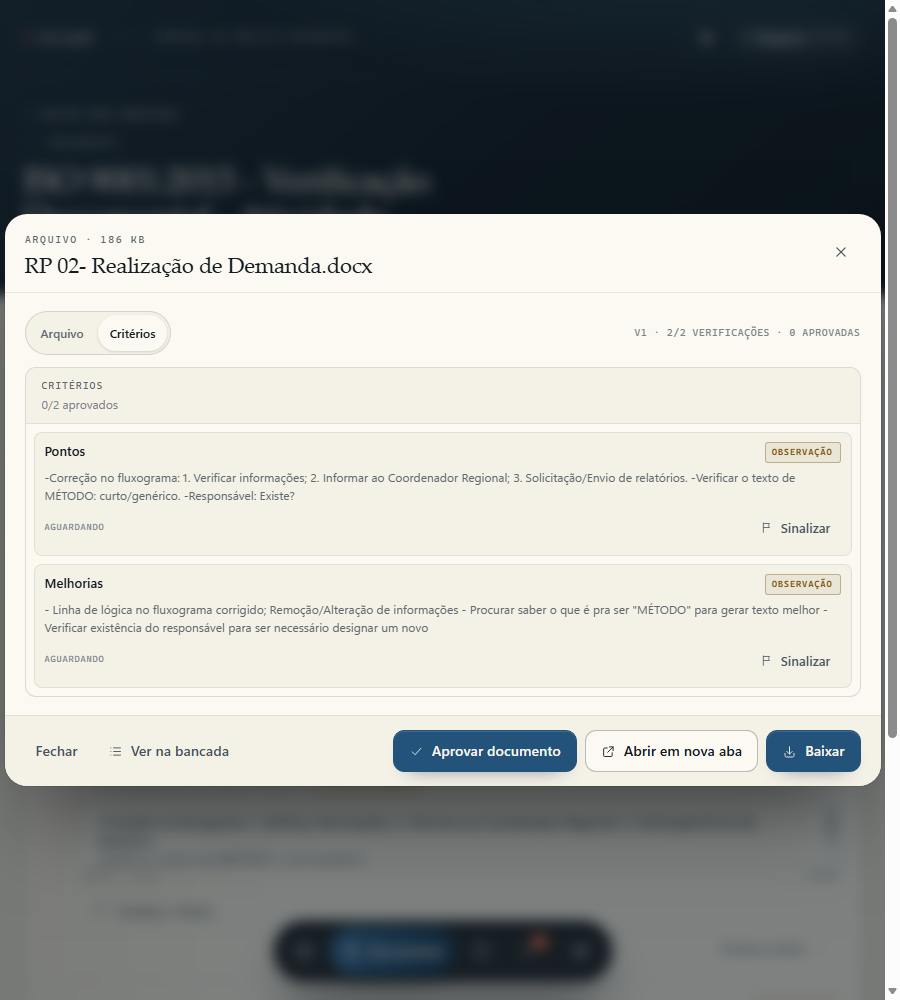 ARQUIVO · 186 KB
RP 02- Realização de Demanda.docx
Arquivo
Critérios
V1 · 2/2 VERIFICAÇÕES · 0 APROVADAS
CRITÉRIOS
0/2 aprovados
Pontos
OBSERVAÇÃO
-Correção no fluxograma: 1. Verificar informações; 2. Informar ao Coordenador Regional; 3. Solicitação/Envio de relatórios. -Verificar o texto de
MÉTODO: curto/genérico. -Responsável: Existe?
AGUARDANDO
Sinalizar
Melhorias
OBSERVAÇÃO
- Linha de lógica no fluxograma corrigido; Remoção/Alteração de informações - Procurar saber o que é pra ser "MÉTODO" para gerar texto melhor -
Verificar existência do responsável para ser necessário designar um novo
AGUARDANDO
Sinalizar
Fechar
Ver na bancada
Aprovar documento
Abrir em nova aba
Baixar